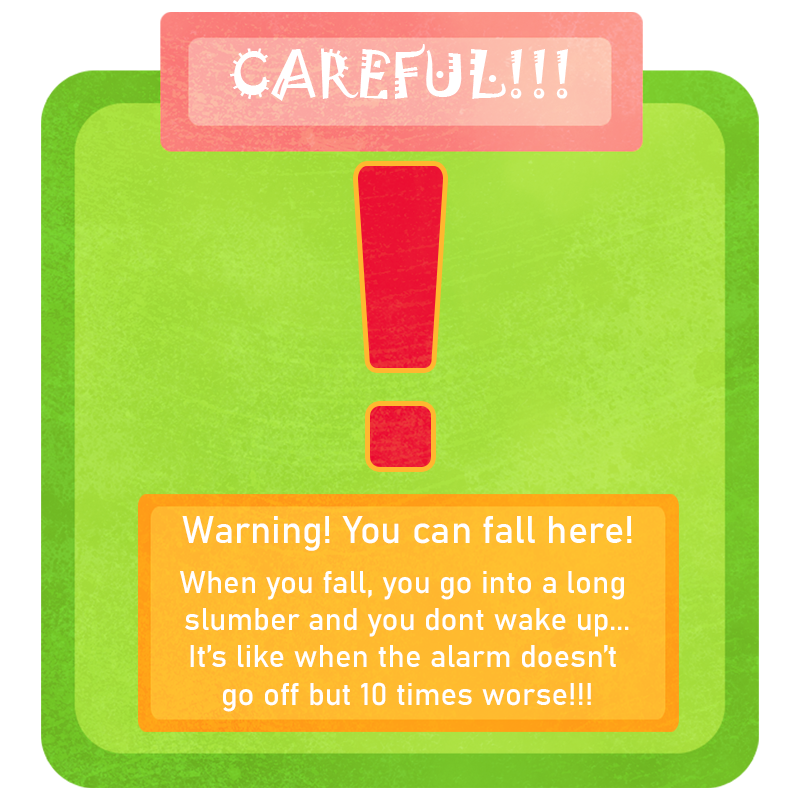 CAREFUL!!!
Warning! You can fall here!
When you fall, you go into a long
slumber and you dont wake up...
It's like when the alarm doesn't
go off but 10 times worse!!!